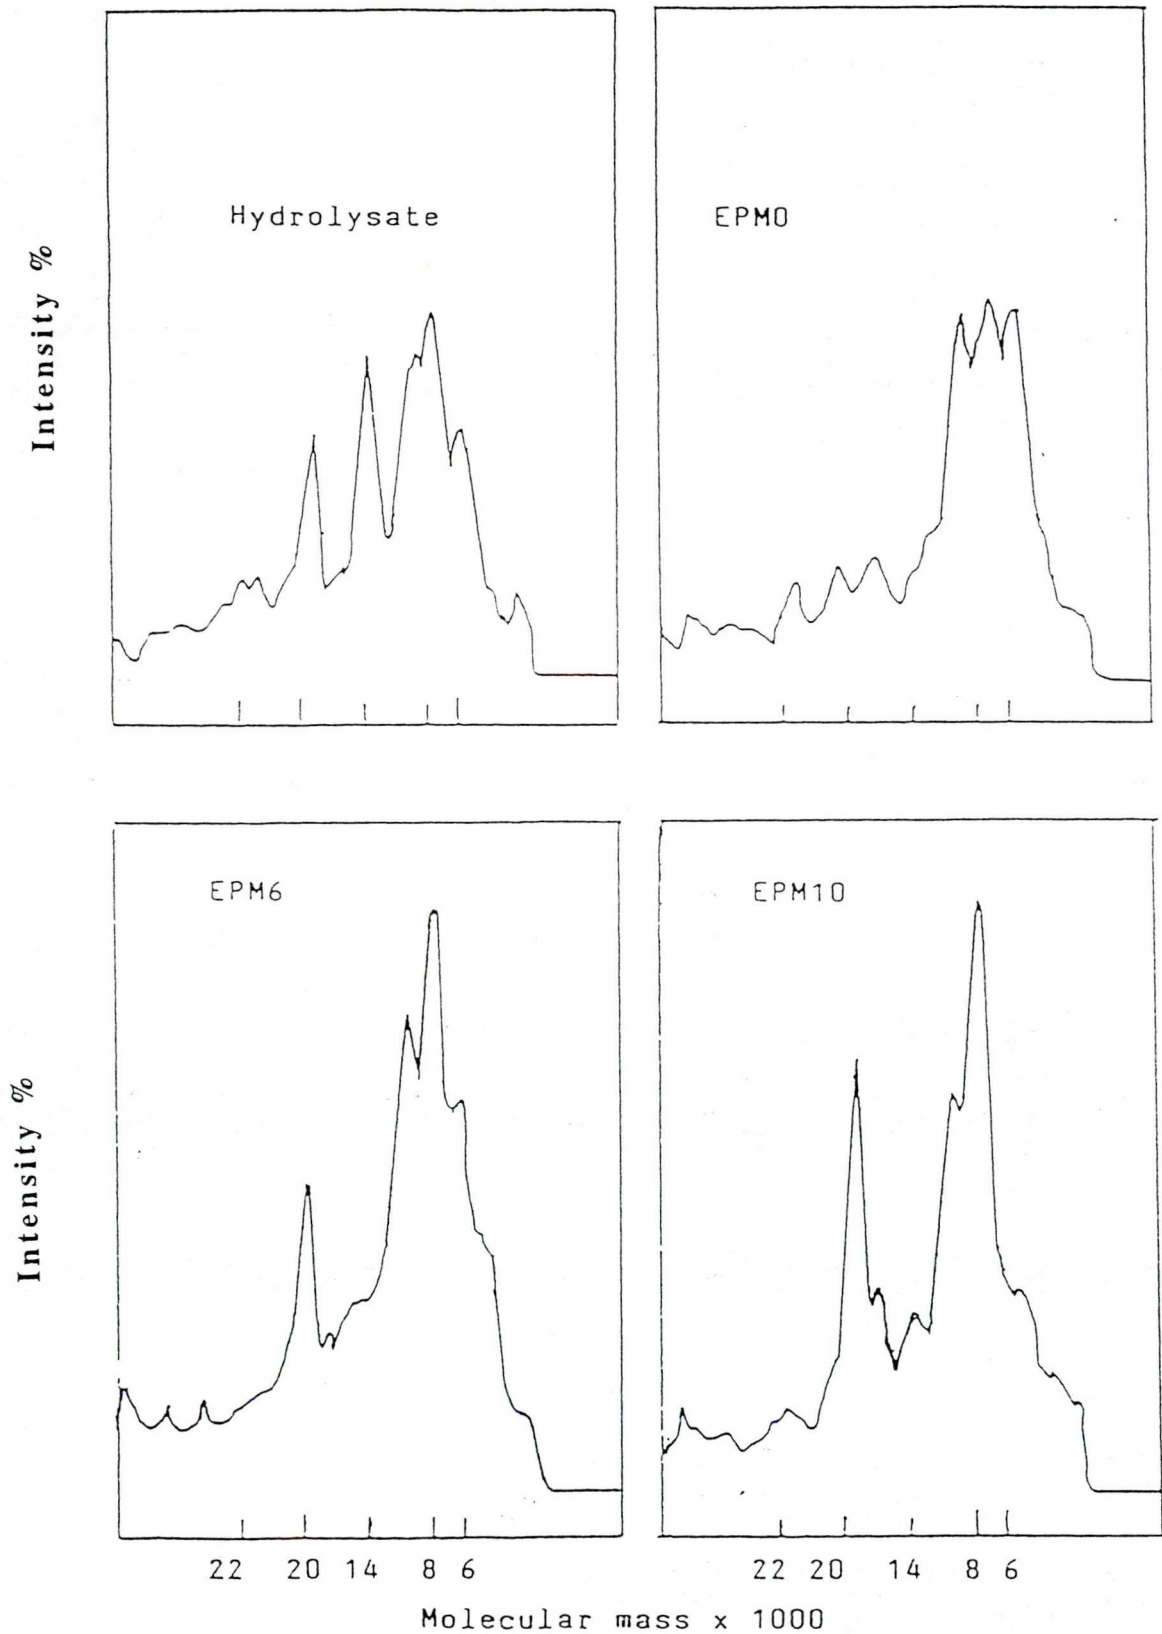 Hydrolysate
EPM0
Intensity %
EPM6
EPM10
Intensity %
22 20 14 8 6
22 20 14 8 6
Molecular mass x 1000